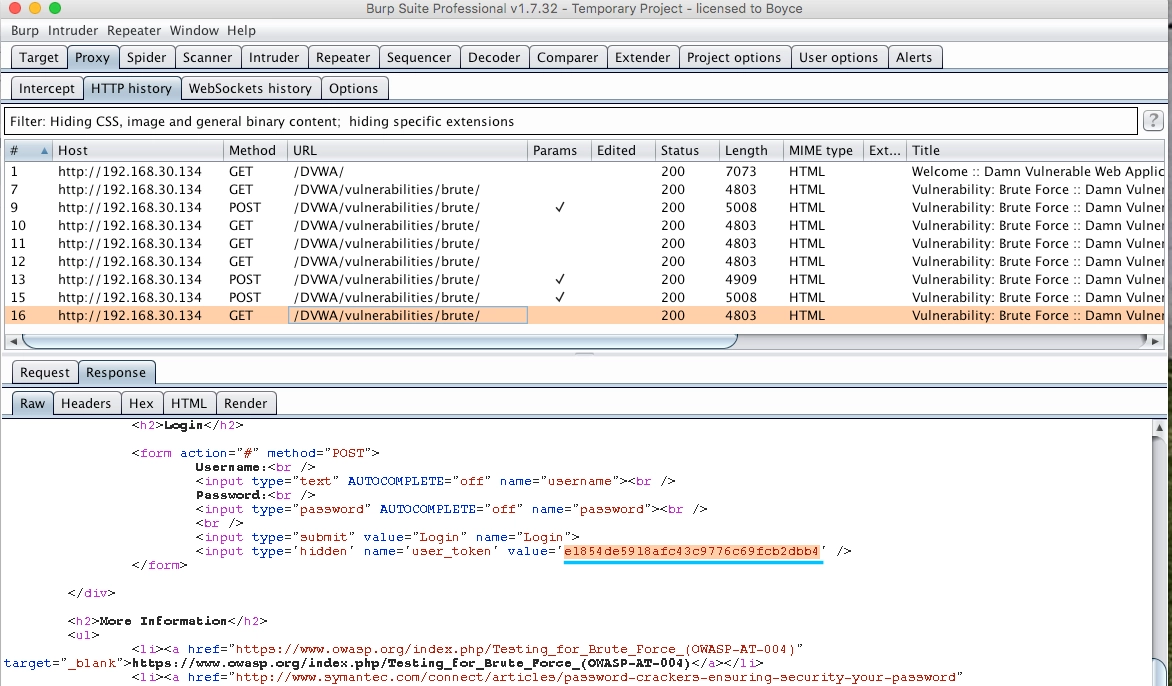 Burp Suite Professional v1.7.32 - Temporary Project - licensed to Boyce
Burp Intruder Repeater Window Help
Target Proxy Spider Scanner Intruder Repeater Sequencer Decoder Comparer Extender Project options User options Alerts
Intercept HTTP history WebSockets history Options
Filter: Hiding CSS, image and general binary content; hiding specific extensions ?
# Host Method URL Params Edited Status Length MIME type Ext... Title
1 http://192.168.30.134 GET /DVWA/ 200 7073 HTML Welcome :: Damn Vulnerable Web Applic
7 http://192.168.30.134 GET /DVWA/vulnerabilities/brute/ 200 4803 HTML Vulnerability: Brute Force :: Damn Vulner
9 http://192.168.30.134 POST /DVWA/vulnerabilities/brute/ ✓ 200 5008 HTML Vulnerability: Brute Force :: Damn Vulner
10 http://192.168.30.134 GET /DVWA/vulnerabilities/brute/ 200 4803 HTML Vulnerability: Brute Force :: Damn Vulner
11 http://192.168.30.134 GET /DVWA/vulnerabilities/brute/ 200 4803 HTML Vulnerability: Brute Force :: Damn Vulner
12 http://192.168.30.134 GET /DVWA/vulnerabilities/brute/ 200 4803 HTML Vulnerability: Brute Force :: Damn Vulner
13 http://192.168.30.134 POST /DVWA/vulnerabilities/brute/ ✓ 200 4909 HTML Vulnerability: Brute Force :: Damn Vulner
15 http://192.168.30.134 POST /DVWA/vulnerabilities/brute/ ✓ 200 5008 HTML Vulnerability: Brute Force :: Damn Vulner
16 http://192.168.30.134 GET /DVWA/vulnerabilities/brute/ 200 4803 HTML Vulnerability: Brute Force :: Damn Vulner
Request Response
Raw Headers Hex HTML Render
<h2>Login</h2>
<form action="#" method="POST">
Username:<br />
<input type="text" AUTOCOMPLETE="off" name="username"><br />
Password:<br />
<input type="password" AUTOCOMPLETE="off" name="password"><br />
<br />
<input type="submit" value="Login" name="Login">
<input type='hidden' name='user_token' value='e1854de5918afc43c9776c69fcb2dbb4' />
</form>
</div>
<h2>More Information</h2>
<ul>
<li><a href="https://www.owasp.org/index.php/Testing_for_Brute_Force_(OWASP-AT-004)"
target="_blank">https://www.owasp.org/index.php/Testing_for_Brute_Force_(OWASP-AT-004)</a></li>
<li><a href="http://www.symantec.com/connect/articles/password-crackers-ensuring-security-your-password"